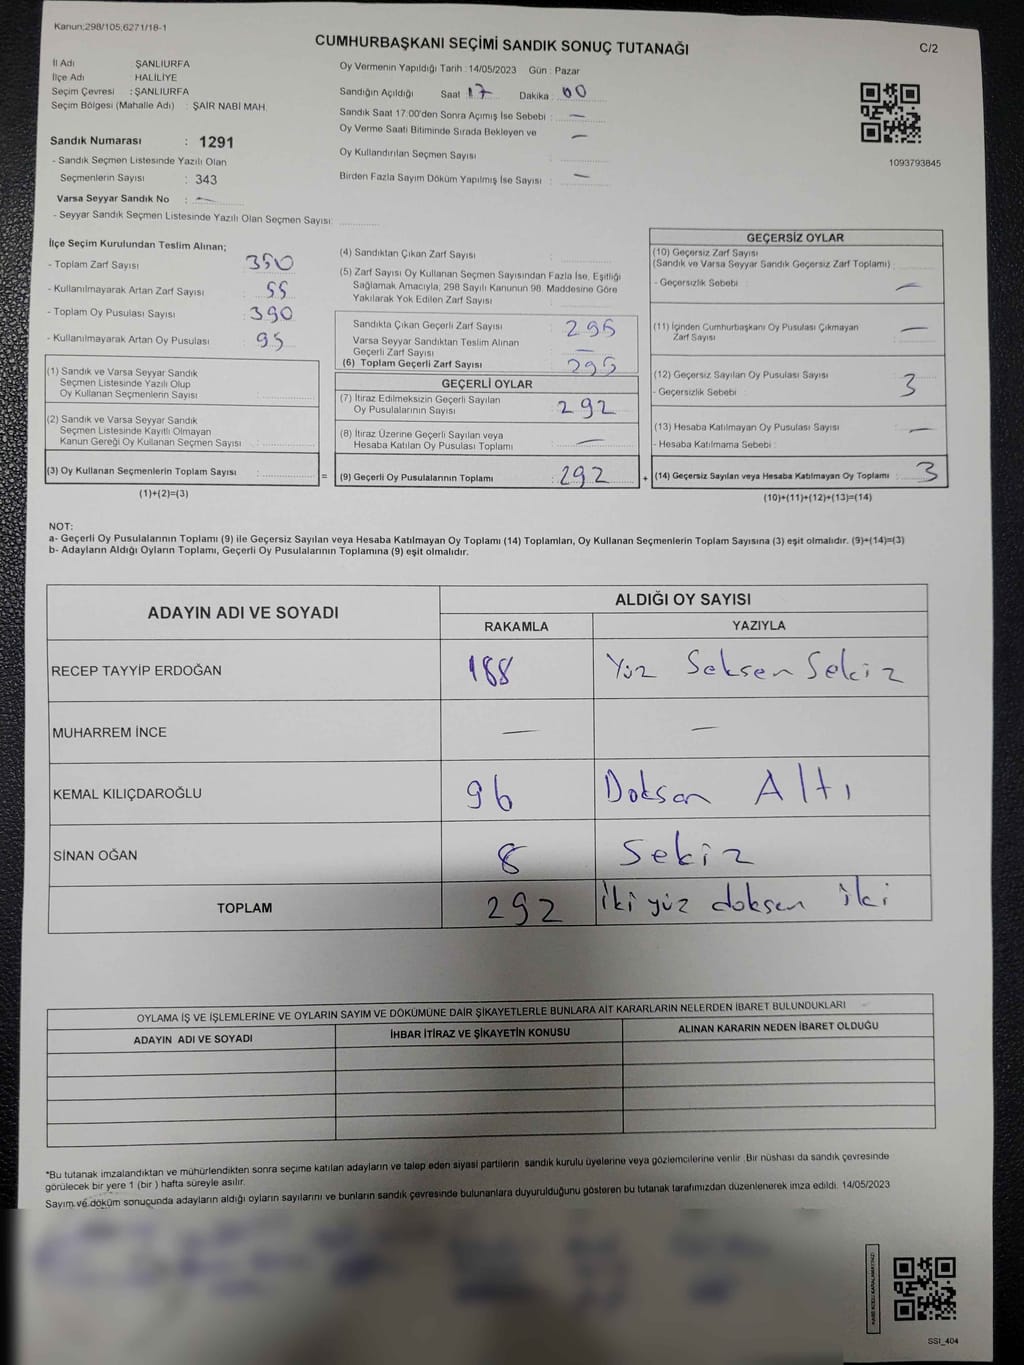 Kanun;298/105;6271/18-1
CUMHURBAŞKANI SEÇİMİ SANDIK SONUÇ TUTANAĞI
C/2
İl Adı : ŞANLIURFA
İlçe Adı : HALİLİYE
Seçim Çevresi : ŞANLIURFA
Seçim Bölgesi (Mahalle Adı) : ŞAİR NABİ MAH.
Sandık Numarası : 1291
- Sandık Seçmen Listesinde Yazılı Olan
Seçmenlerin Sayısı : 343
Varsa Seyyar Sandık No : —
- Seyyar Sandık Seçmen Listesinde Yazılı Olan Seçmen Sayısı:
Oy Vermenin Yapıldığı Tarih : 14/05/2023 Gün : Pazar
Sandığın Açıldığı Saat 17 Dakika 00
Sandık Saat 17:00'den Sonra Açımış İse Sebebi : —
Oy Verme Saati Bitiminde Sırada Bekleyen ve —
Oy Kullandırılan Seçmen Sayısı :
Birden Fazla Sayım Döküm Yapılmış İse Sayısı : —
1093793845
İlçe Seçim Kurulundan Teslim Alınan;
- Toplam Zarf Sayısı : 350
- Kullanılmayarak Artan Zarf Sayısı : 55
- Toplam Oy Pusulası Sayısı : 390
- Kullanılmayarak Artan Oy Pusulası : 95
(1) Sandık ve Varsa Seyyar Sandık
Seçmen Listesinde Yazılı Olup
Oy Kullanan Seçmenlerin Sayısı :
(2) Sandık ve Varsa Seyyar Sandık
Seçmen Listesinde Kayıtlı Olmayan
Kanun Gereği Oy Kullanan Seçmen Sayısı :
(3) Oy Kullanan Seçmenlerin Toplam Sayısı : =
(1)+(2)=(3)
(4) Sandıktan Çıkan Zarf Sayısı :
(5) Zarf Sayısı Oy Kullanan Seçmen Sayısından Fazla İse, Eşitliği
Sağlamak Amacıyla, 298 Sayılı Kanunun 98. Maddesine Göre
Yakılarak Yok Edilen Zarf Sayısı :
Sandıkta Çıkan Geçerli Zarf Sayısı : 295
Varsa Seyyar Sandıktan Teslim Alınan
Geçerli Zarf Sayısı : —
(6) Toplam Geçerli Zarf Sayısı : 295
GEÇERLİ OYLAR
(7) İtiraz Edilmeksizin Geçerli Sayılan
Oy Pusulalarının Sayısı : 292
(8) İtiraz Üzerine Geçerli Sayılan veya
Hesaba Katılan Oy Pusulası Toplamı : —
(9) Geçerli Oy Pusulalarının Toplamı : 292 +
GEÇERSİZ OYLAR
(10) Geçersiz Zarf Sayısı
(Sandık ve Varsa Seyyar Sandık Geçersiz Zarf Toplamı) :
- Geçersizlik Sebebi : —
(11) İçinden Cumhurbaşkanı Oy Pusulası Çıkmayan
Zarf Sayısı : —
(12) Geçersiz Sayılan Oy Pusulası Sayısı :
- Geçersizlik Sebebi : 3
(13) Hesaba Katılmayan Oy Pusulası Sayısı : —
- Hesaba Katılmama Sebebi :
(14) Geçersiz Sayılan veya Hesaba Katılmayan Oy Toplamı : 3
(10)+(11)+(12)+(13)=(14)
NOT:
a- Geçerli Oy Pusulalarının Toplamı (9) ile Geçersiz Sayılan veya Hesaba Katılmayan Oy Toplamı (14) Toplamları, Oy Kullanan Seçmenlerin Toplam Sayısına (3) eşit olmalıdır. (9)+(14)=(3)
b- Adayların Aldığı Oyların Toplamı, Geçerli Oy Pusulalarının Toplamına (9) eşit olmalıdır.
ADAYIN ADI VE SOYADI
ALDIĞI OY SAYISI
RAKAMLA YAZIYLA
RECEP TAYYİP ERDOĞAN 188 Yüz Seksen Sekiz
MUHARREM İNCE — —
KEMAL KILIÇDAROĞLU 96 Doksan Altı
SİNAN OĞAN 8 Sekiz
TOPLAM 292 İki yüz doksan iki
OYLAMA İŞ VE İŞLEMLERİNE VE OYLARIN SAYIM VE DÖKÜMÜNE DAİR ŞİKAYETLERLE BUNLARA AİT KARARLARIN NELERDEN İBARET BULUNDUKLARI
ADAYIN ADI VE SOYADI İHBAR İTİRAZ VE ŞİKAYETİN KONUSU ALINAN KARARIN NEDEN İBARET OLDUĞU
*Bu tutanak imzalandıktan ve mühürlendikten sonra seçime katılan adayların ve talep eden siyasi partilerin sandık kurulu üyelerine veya gözlemcilerine verilir. Bir nüshası da sandık çevresinde
görülecek bir yere 1 (bir) hafta süreyle asılır.
Sayım ve döküm sonucunda adayların aldığı oyların sayılarını ve bunların sandık çevresinde bulunanlara duyurulduğunu gösteren bu tutanak tarafımızdan düzenlenerek imza edildi. 14/05/2023
SSI_404